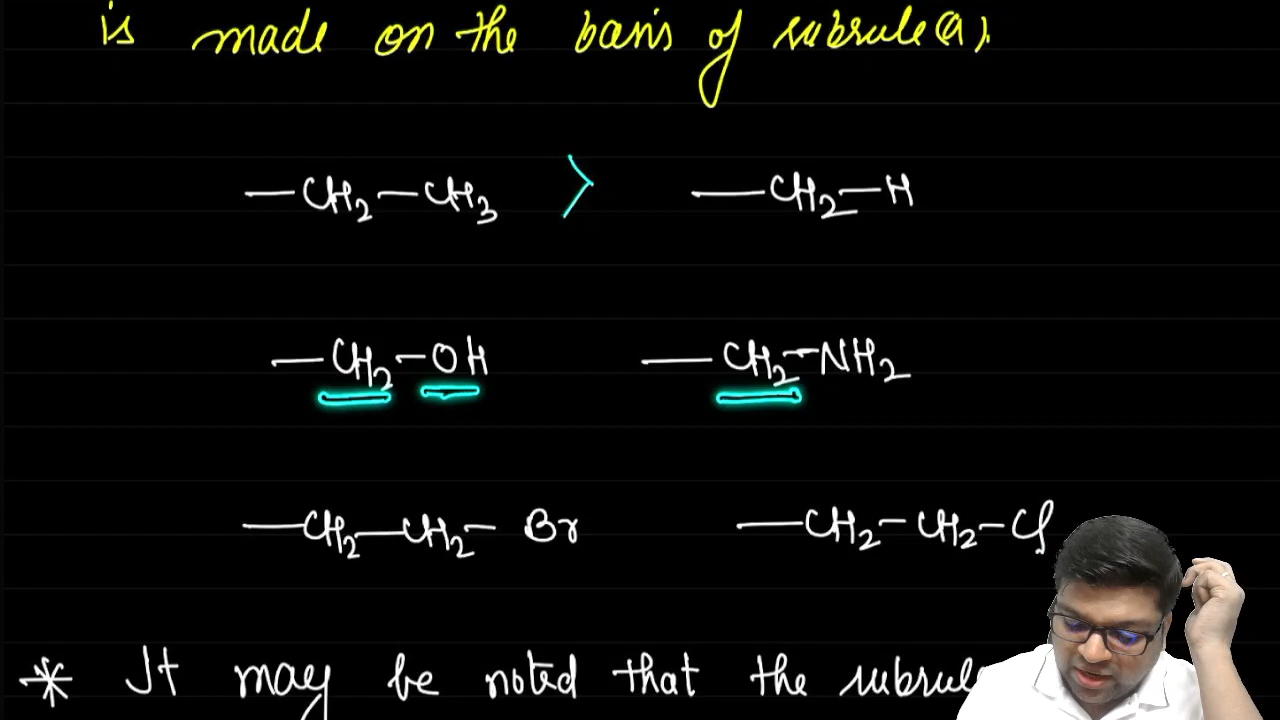 is made on the basis of subrule(a).
—CH₂—CH₃ > —CH₂—H
—CH₂—OH —CH₂—NH₂
—CH₂—CH₂— Br —CH₂—CH₂—Cl
* It may be noted that the